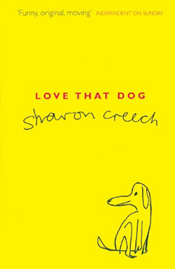 'Funny, original, moving' INDEPENDENT ON SUNDAY
LOVE THAT DOG
sharon creech